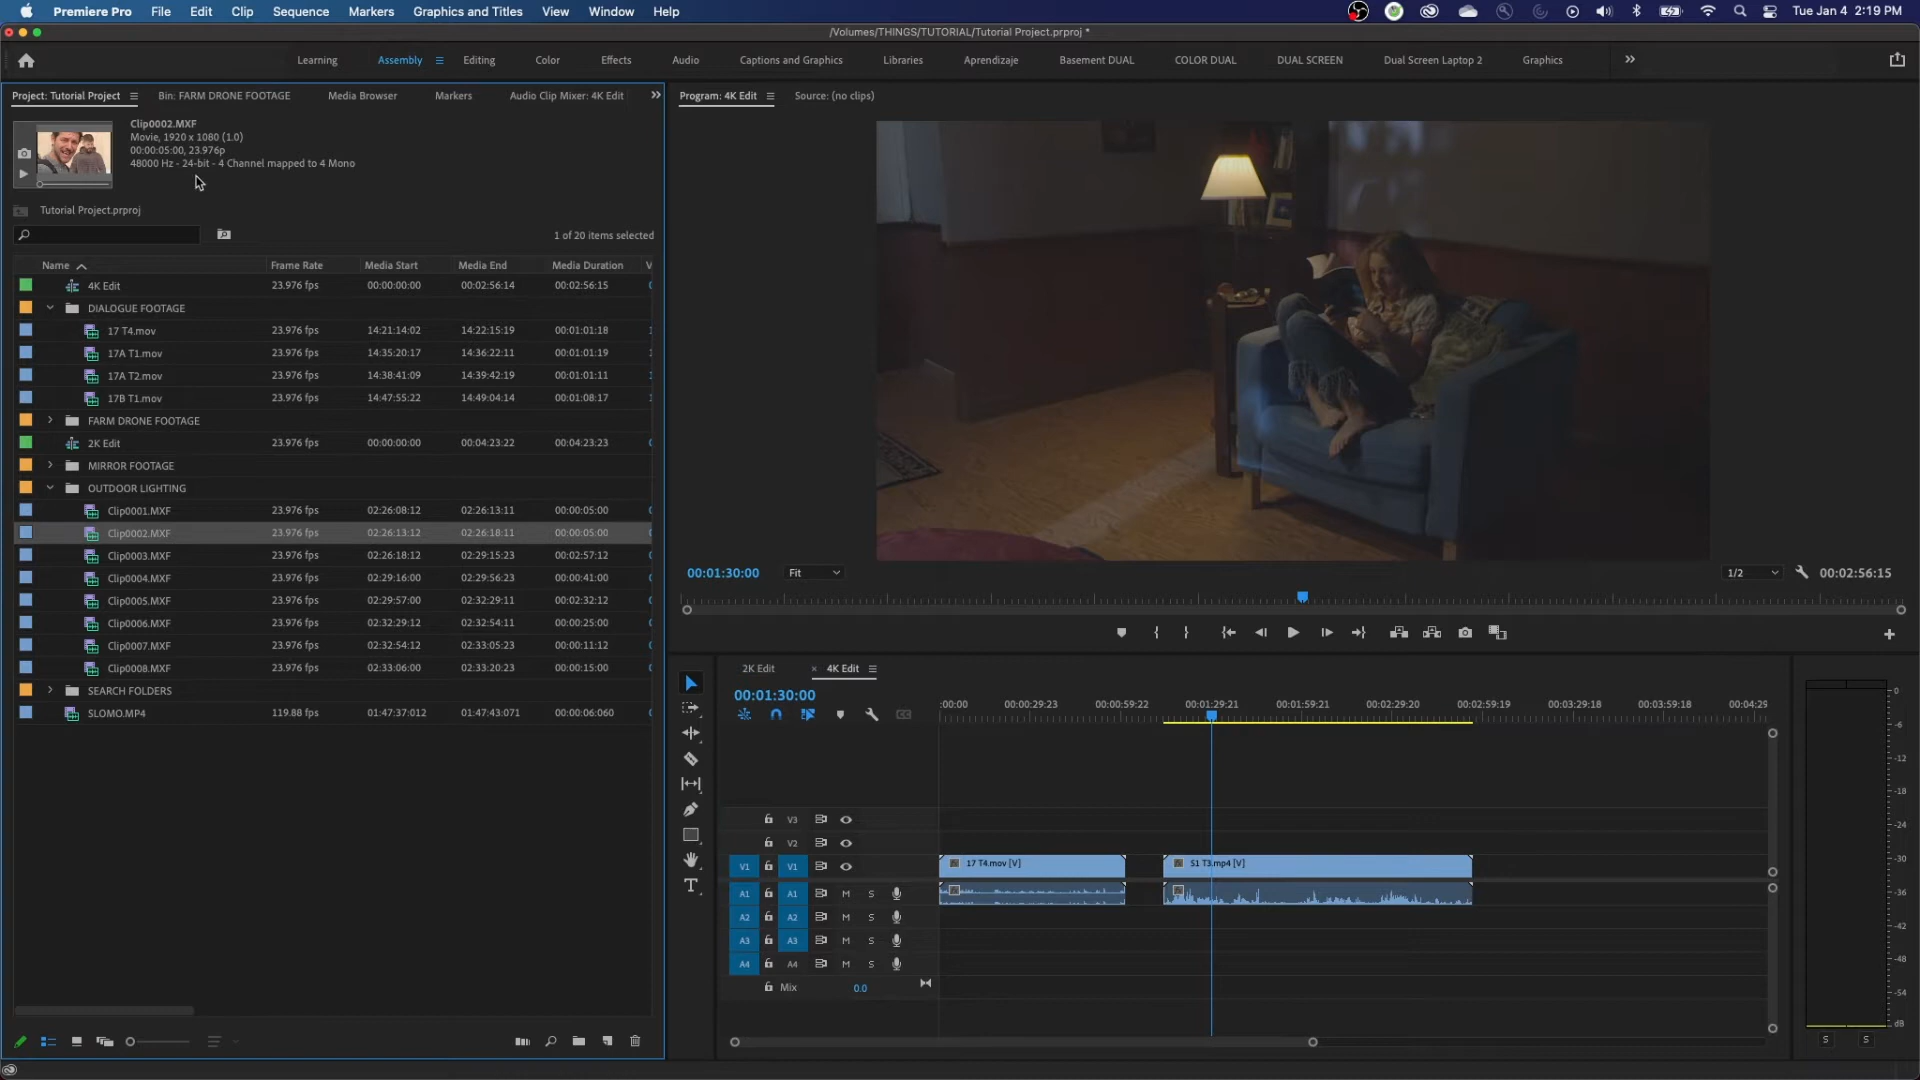 Premiere Pro File Edit Clip Sequence Markers Graphics and Titles View Window Help Tue Jan 4 2:19 PM
/Volumes/THINGS/TUTORIAL/Tutorial Project.prproj *
Learning Assembly Editing Color Effects Audio Captions and Graphics Libraries Aprendizaje Basement DUAL COLOR DUAL DUAL SCREEN Dual Screen Laptop 2 Graphics
Project: Tutorial Project Bin: FARM DRONE FOOTAGE Media Browser Markers Audio Clip Mixer: 4K Edit
Clip0002.MXF
Movie, 1920 x 1080 (1.0)
00:00:05:00, 23.976p
48000 Hz - 24-bit - 4 Channel mapped to 4 Mono
Tutorial Project.prproj
1 of 20 items selected
Name Frame Rate Media Start Media End Media Duration V
4K Edit 23.976 fps 00:00:00:00 00:02:56:14 00:02:56:15
DIALOGUE FOOTAGE
17 T4.mov 23.976 fps 14:21:14:02 14:22:15:19 00:01:01:18
17A T1.mov 23.976 fps 14:35:20:17 14:36:22:11 00:01:01:19
17A T2.mov 23.976 fps 14:38:41:09 14:39:42:19 00:01:01:11
17B T1.mov 23.976 fps 14:47:55:22 14:49:04:14 00:01:08:17
FARM DRONE FOOTAGE
2K Edit 23.976 fps 00:00:00:00 00:04:23:22 00:04:23:23
MIRROR FOOTAGE
OUTDOOR LIGHTING
Clip0001.MXF 23.976 fps 02:26:08:12 02:26:13:11 00:00:05:00
Clip0002.MXF 23.976 fps 02:26:13:12 02:26:18:11 00:00:05:00
Clip0003.MXF 23.976 fps 02:26:18:12 02:29:15:23 00:02:57:12
Clip0004.MXF 23.976 fps 02:29:16:00 02:29:56:23 00:00:41:00
Clip0005.MXF 23.976 fps 02:29:57:00 02:32:29:11 00:02:32:12
Clip0006.MXF 23.976 fps 02:32:29:12 02:32:54:11 00:00:25:00
Clip0007.MXF 23.976 fps 02:32:54:12 02:33:05:23 00:00:11:12
Clip0008.MXF 23.976 fps 02:33:06:00 02:33:20:23 00:00:15:00
SEARCH FOLDERS
SLOMO.MP4 119.88 fps 01:47:37:012 01:47:43:071 00:00:06:060
Program: 4K Edit Source: (no clips)
00:01:30:00 Fit 1/2 00:02:56:15
2K Edit × 4K Edit
00:01:30:00
:00:00 00:00:29:23 00:00:59:22 00:01:29:21 00:01:59:21 00:02:29:20 00:02:59:19 00:03:29:18 00:03:59:18 00:04:29
V3
V2
V1 V1 17 T4.mov [V] S1 T3.mp4 [V]
A1 A1 M S
A2 A2 M S
A3 A3 M S
A4 A4 M S
Mix 0.0
0
-6
-12
-18
-24
-30
-36
-42
-48
-54
dB
S S